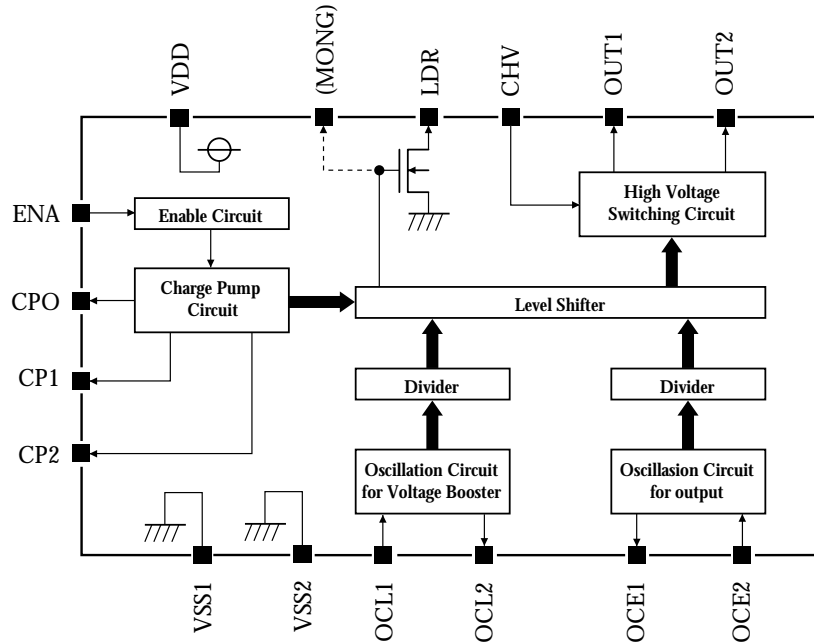 VDD
(MONG)
LDR
CHV
OUT1
OUT2
ENA
Enable Circuit
High Voltage
Switching Circuit
CPO
Charge Pump
Circuit
Level Shifter
CP1
Divider
Divider
CP2
Oscillation Circuit
for Voltage Booster
Oscillasion Circuit
for output
VSS1
VSS2
OCL1
OCL2
OCE1
OCE2